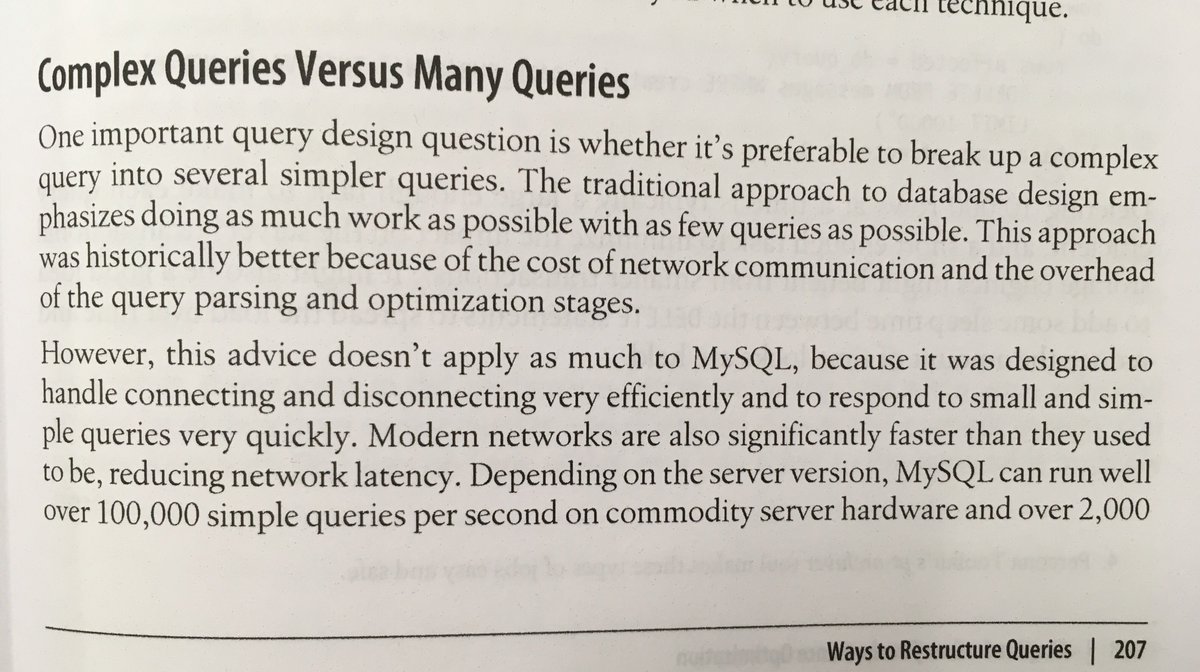 to use each technique.
Complex Queries Versus Many Queries
One important query design question is whether it's preferable to break up a complex
query into several simpler queries. The traditional approach to database design em-
phasizes doing as much work as possible with as few queries as possible. This approach
was historically better because of the cost of network communication and the overhead
of the query parsing and optimization stages.
However, this advice doesn't apply as much to MySQL, because it was designed to
handle connecting and disconnecting very efficiently and to respond to small and sim-
ple queries very quickly. Modern networks are also significantly faster than they used
to be, reducing network latency. Depending on the server version, MySQL can run well
over 100,000 simple queries per second on commodity server hardware and over 2,000
Ways to Restructure Queries | 207